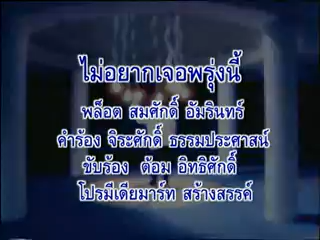 ไม่อยากเจอพรุ่งนี้
พล็อต สมศักดิ์ อัมรินทร์
คำร้อง จิระศักดิ์ ธรรมประศาสน์
ขับร้อง ต้อม อิทธิศักดิ์
โปรมีเดียมาร์ท สร้างสรรค์